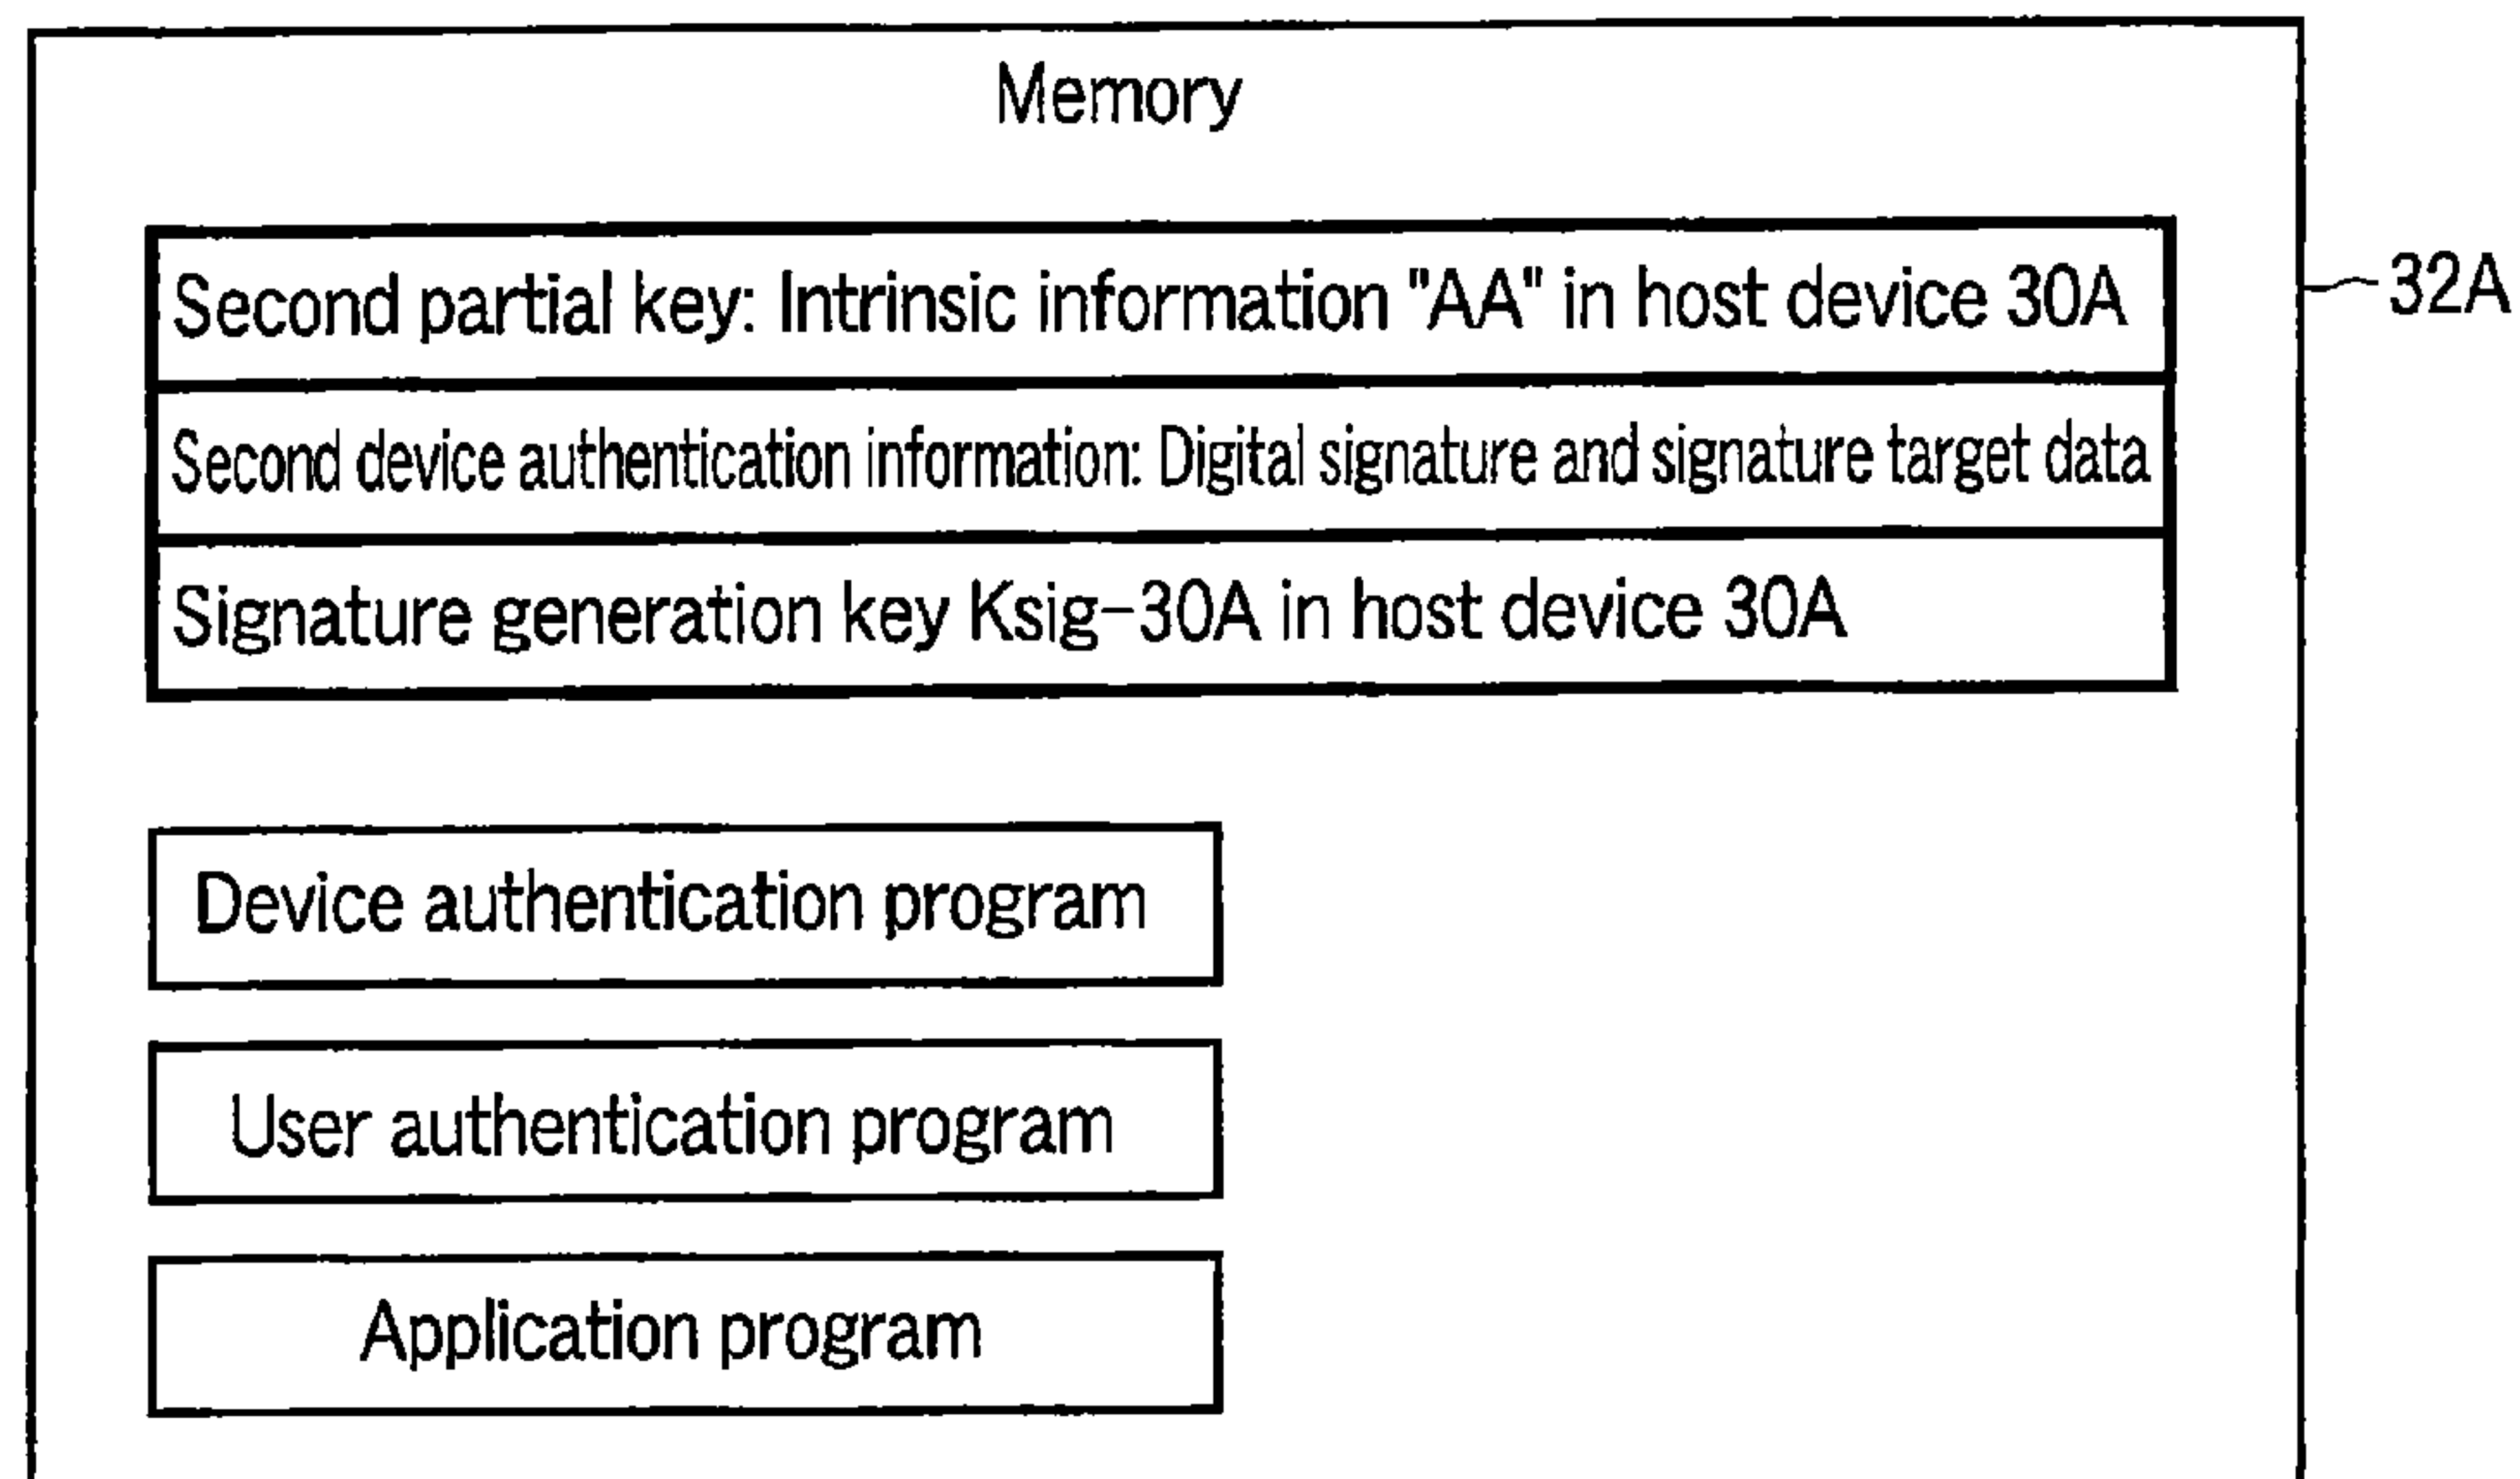 Memory
Second partial key: Intrinsic information "AA" in host device 30A
32A
Second device authentication information: Digital signature and signature target data
Signature generation key Ksig-30A in host device 30A
Device authentication program
User authentication program
Application program